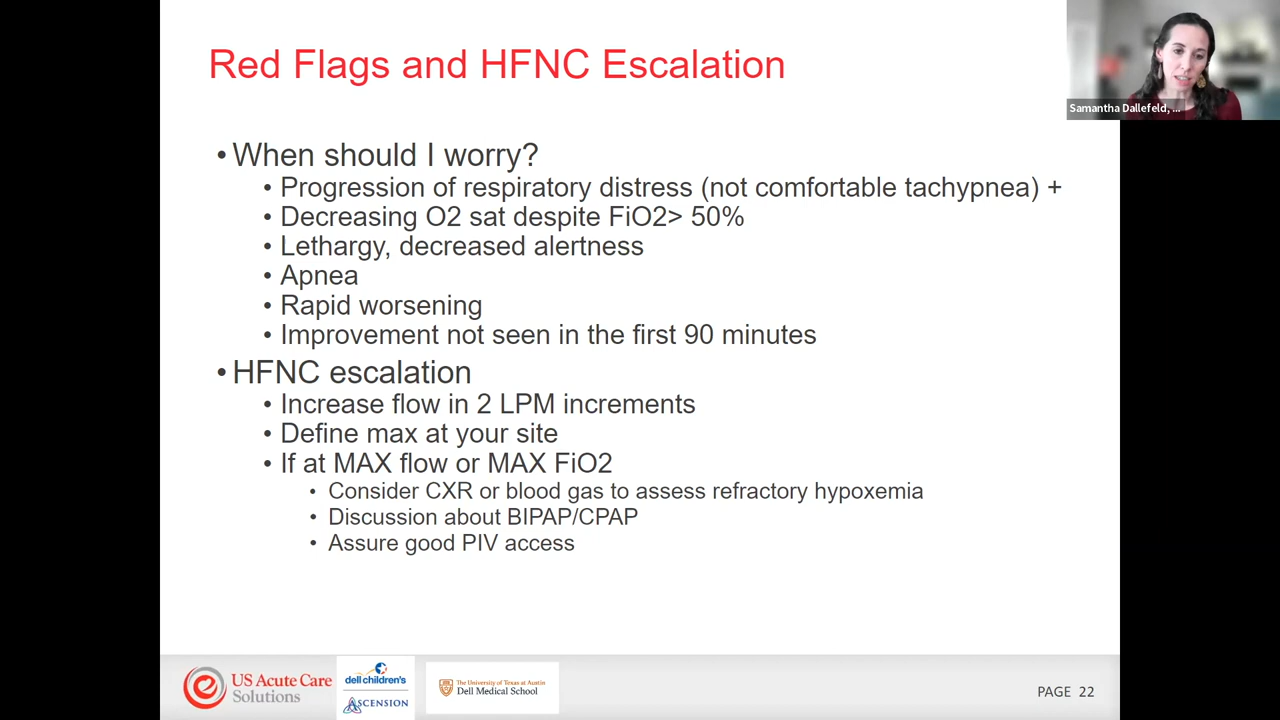 Red Flags and HFNC Escalation
Samantha Dallefeld, ...
• When should I worry?
• Progression of respiratory distress (not comfortable tachypnea) +
• Decreasing O2 sat despite FiO2> 50%
• Lethargy, decreased alertness
• Apnea
• Rapid worsening
• Improvement not seen in the first 90 minutes
• HFNC escalation
• Increase flow in 2 LPM increments
• Define max at your site
• If at MAX flow or MAX FiO2
• Consider CXR or blood gas to assess refractory hypoxemia
• Discussion about BIPAP/CPAP
• Assure good PIV access
US Acute Care
Solutions
dell children's
ASCENSION
The University of Texas at Austin
Dell Medical School
PAGE 22